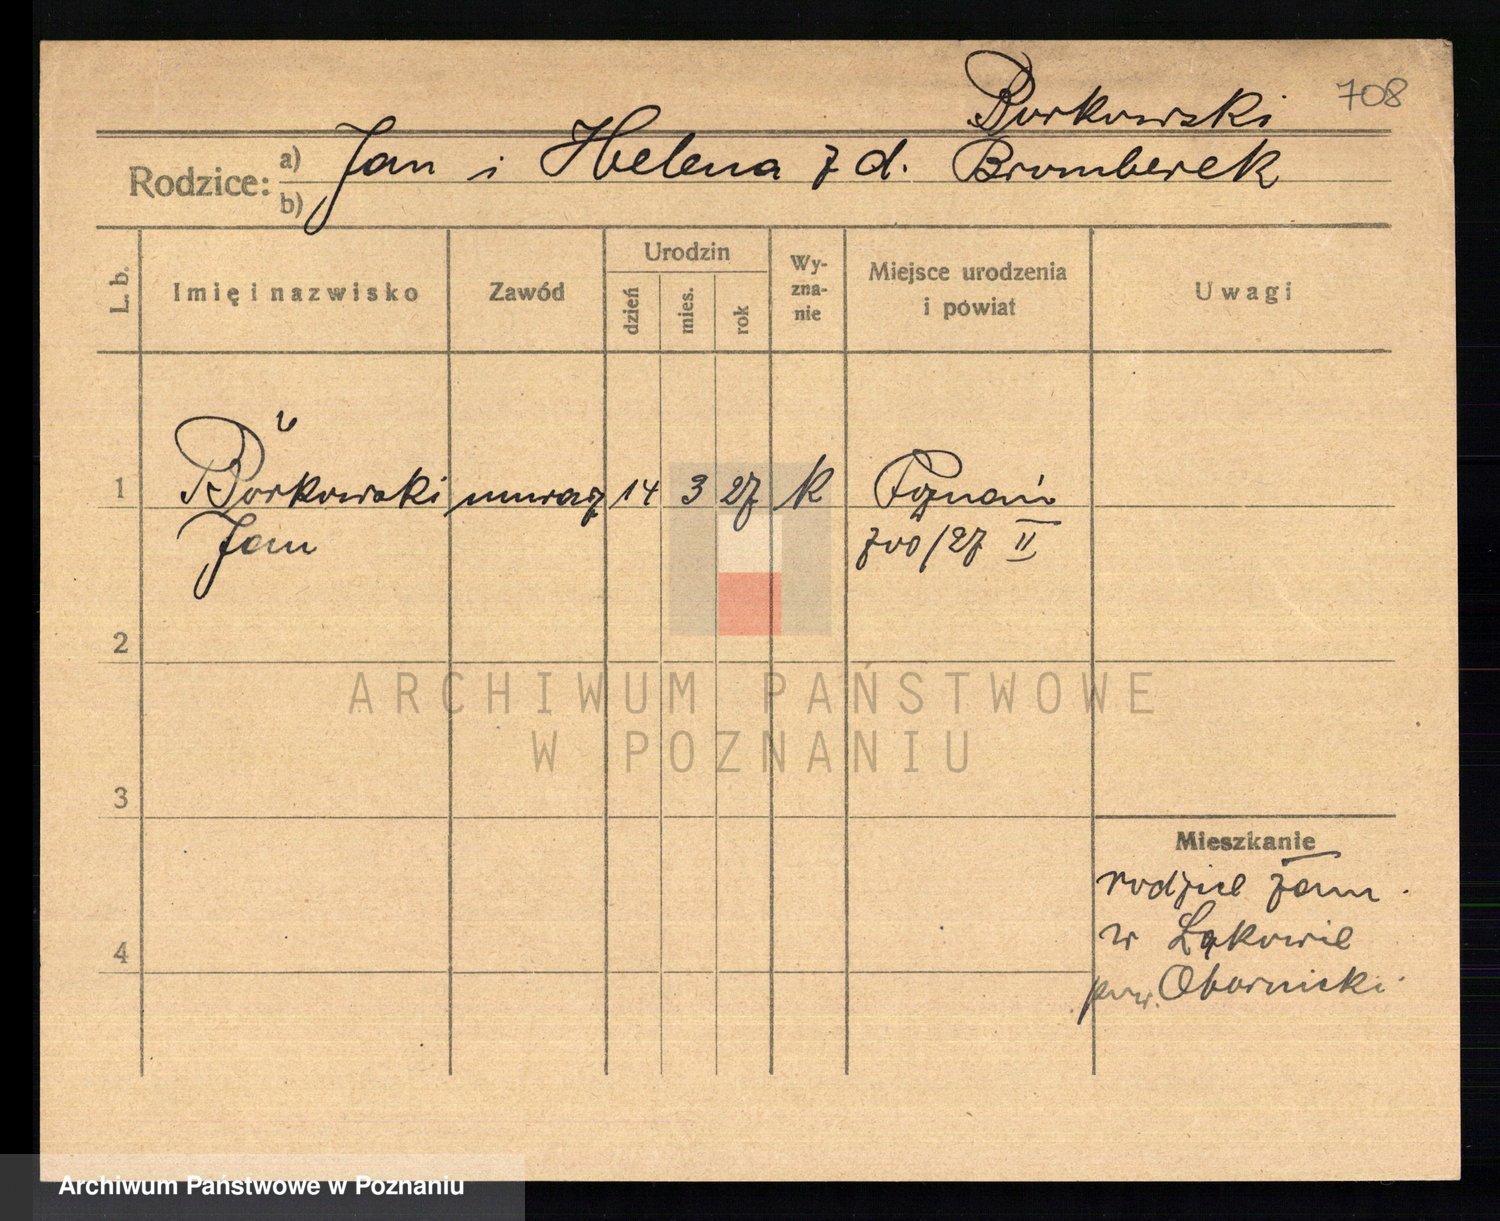 708
Borkowski
Rodzice: a) Jan i Helena z d. Bromberek
b)
L. b.
Imię i nazwisko
Zawód
Urodzin
dzień
mies.
rok
Wy-
zna-
nie
Miejsce urodzenia
i powiat
Uwagi
1 Borkowski murarz 14 3 27 k Poznań
Jan /27 II
2
3
4
Mieszkanie
rodzice zam.
w Łąkowie
pow. Obornicki
ARCHIWUM PAŃSTWOWE
W POZNANIU
Archiwum Państwowe w Poznaniu